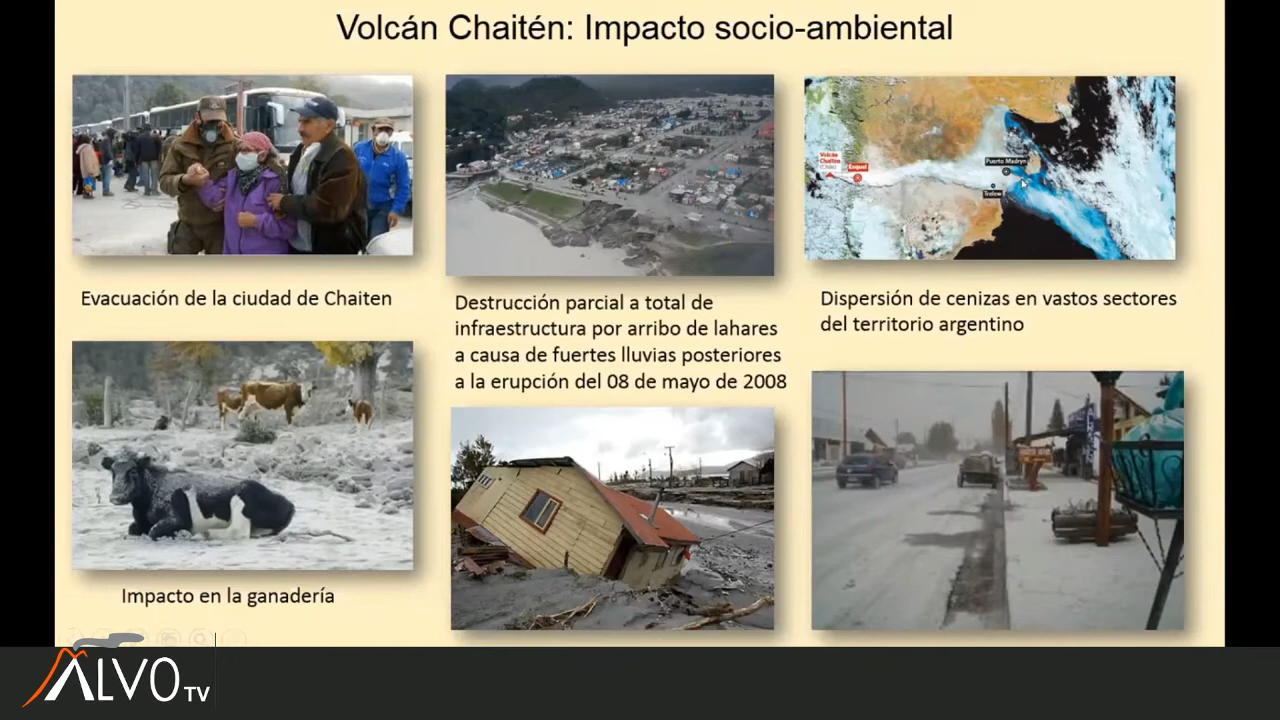 Volcán Chaitén: Impacto socio-ambiental
Volcán
Chaitén
Esquel
Puerto Madryn
Trelew
Evacuación de la ciudad de Chaiten
Destrucción parcial a total de
infraestructura por arribo de lahares
a causa de fuertes lluvias posteriores
a la erupción del 08 de mayo de 2008
Dispersión de cenizas en vastos sectores
del territorio argentino
Impacto en la ganadería
ALVO TV